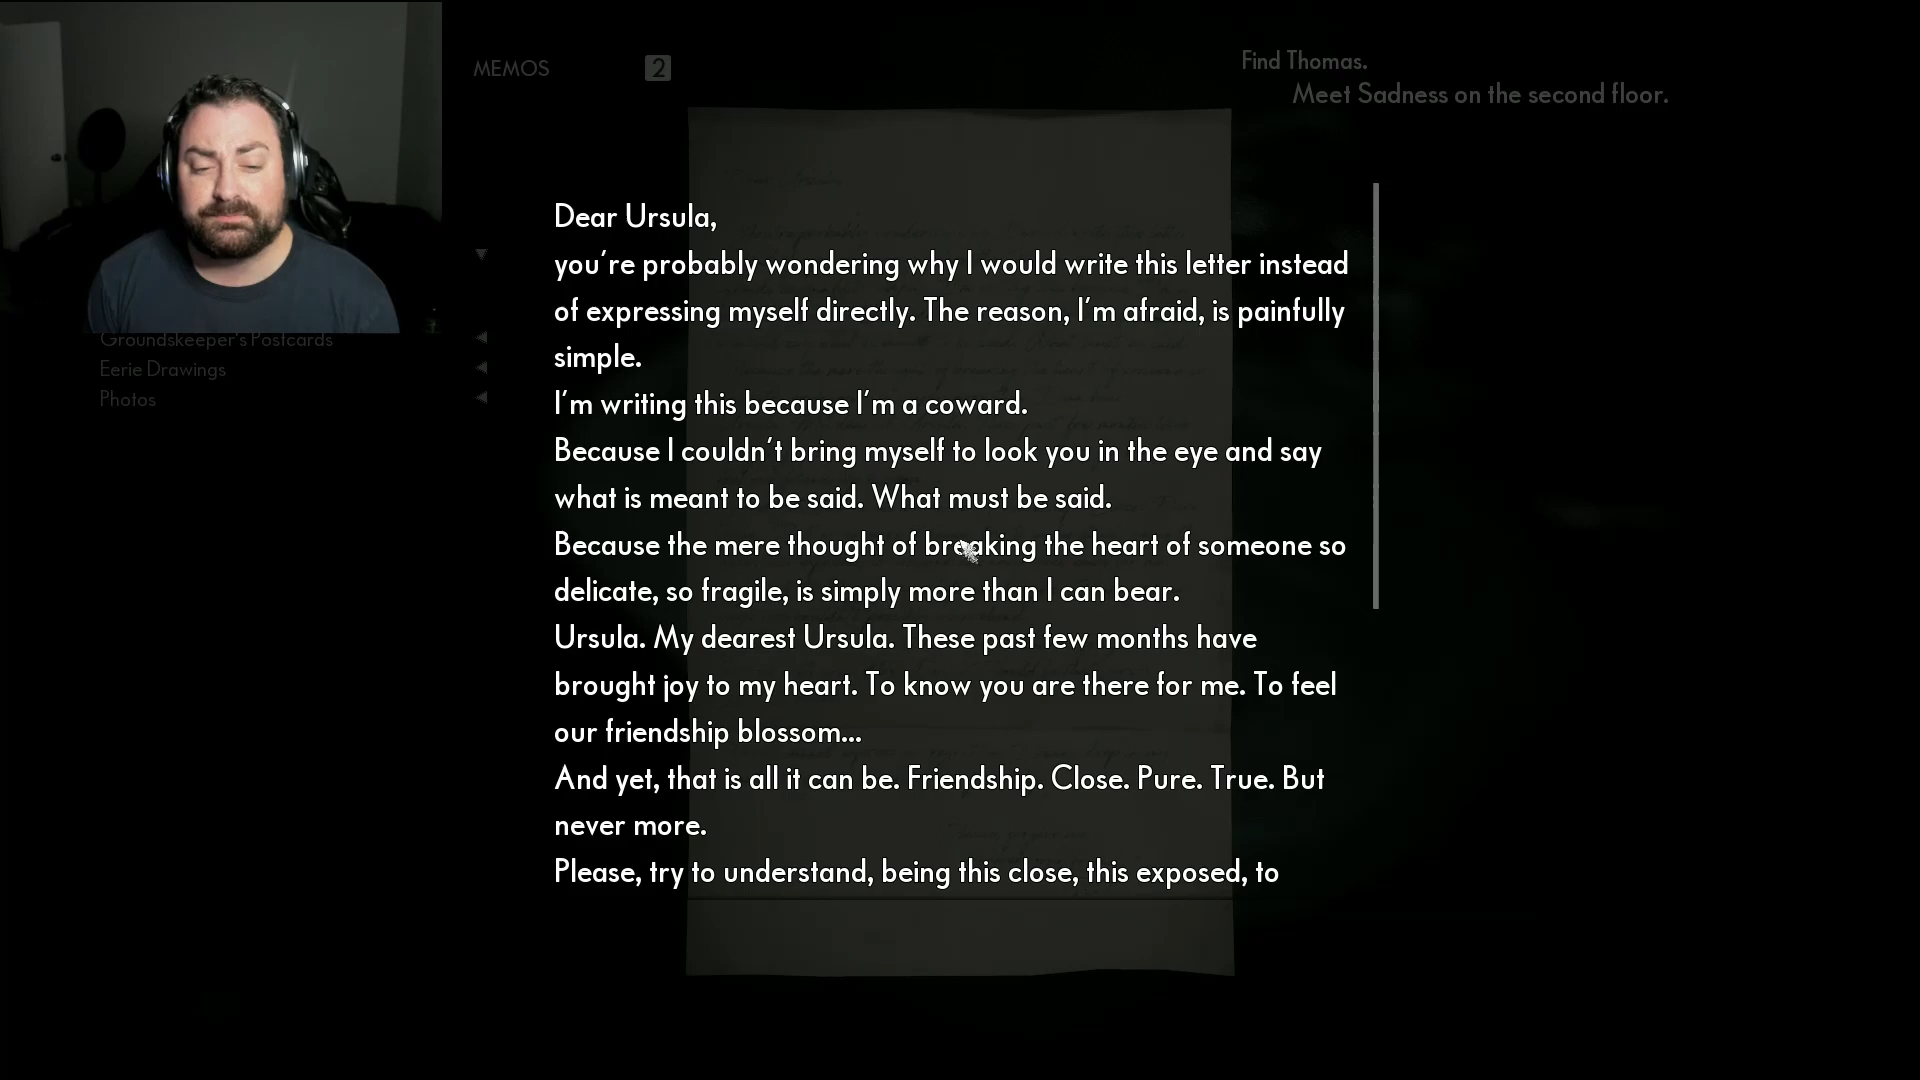 MEMOS 2
Find Thomas.
Meet Sadness on the second floor.
Groundskeeper's Postcards
Eerie Drawings
Photos
Dear Ursula,
you're probably wondering why I would write this letter instead
of expressing myself directly. The reason, I'm afraid, is painfully
simple.
I'm writing this because I'm a coward.
Because I couldn't bring myself to look you in the eye and say
what is meant to be said. What must be said.
Because the mere thought of breaking the heart of someone so
delicate, so fragile, is simply more than I can bear.
Ursula. My dearest Ursula. These past few months have
brought joy to my heart. To know you are there for me. To feel
our friendship blossom...
And yet, that is all it can be. Friendship. Close. Pure. True. But
never more.
Please, try to understand, being this close, this exposed, to